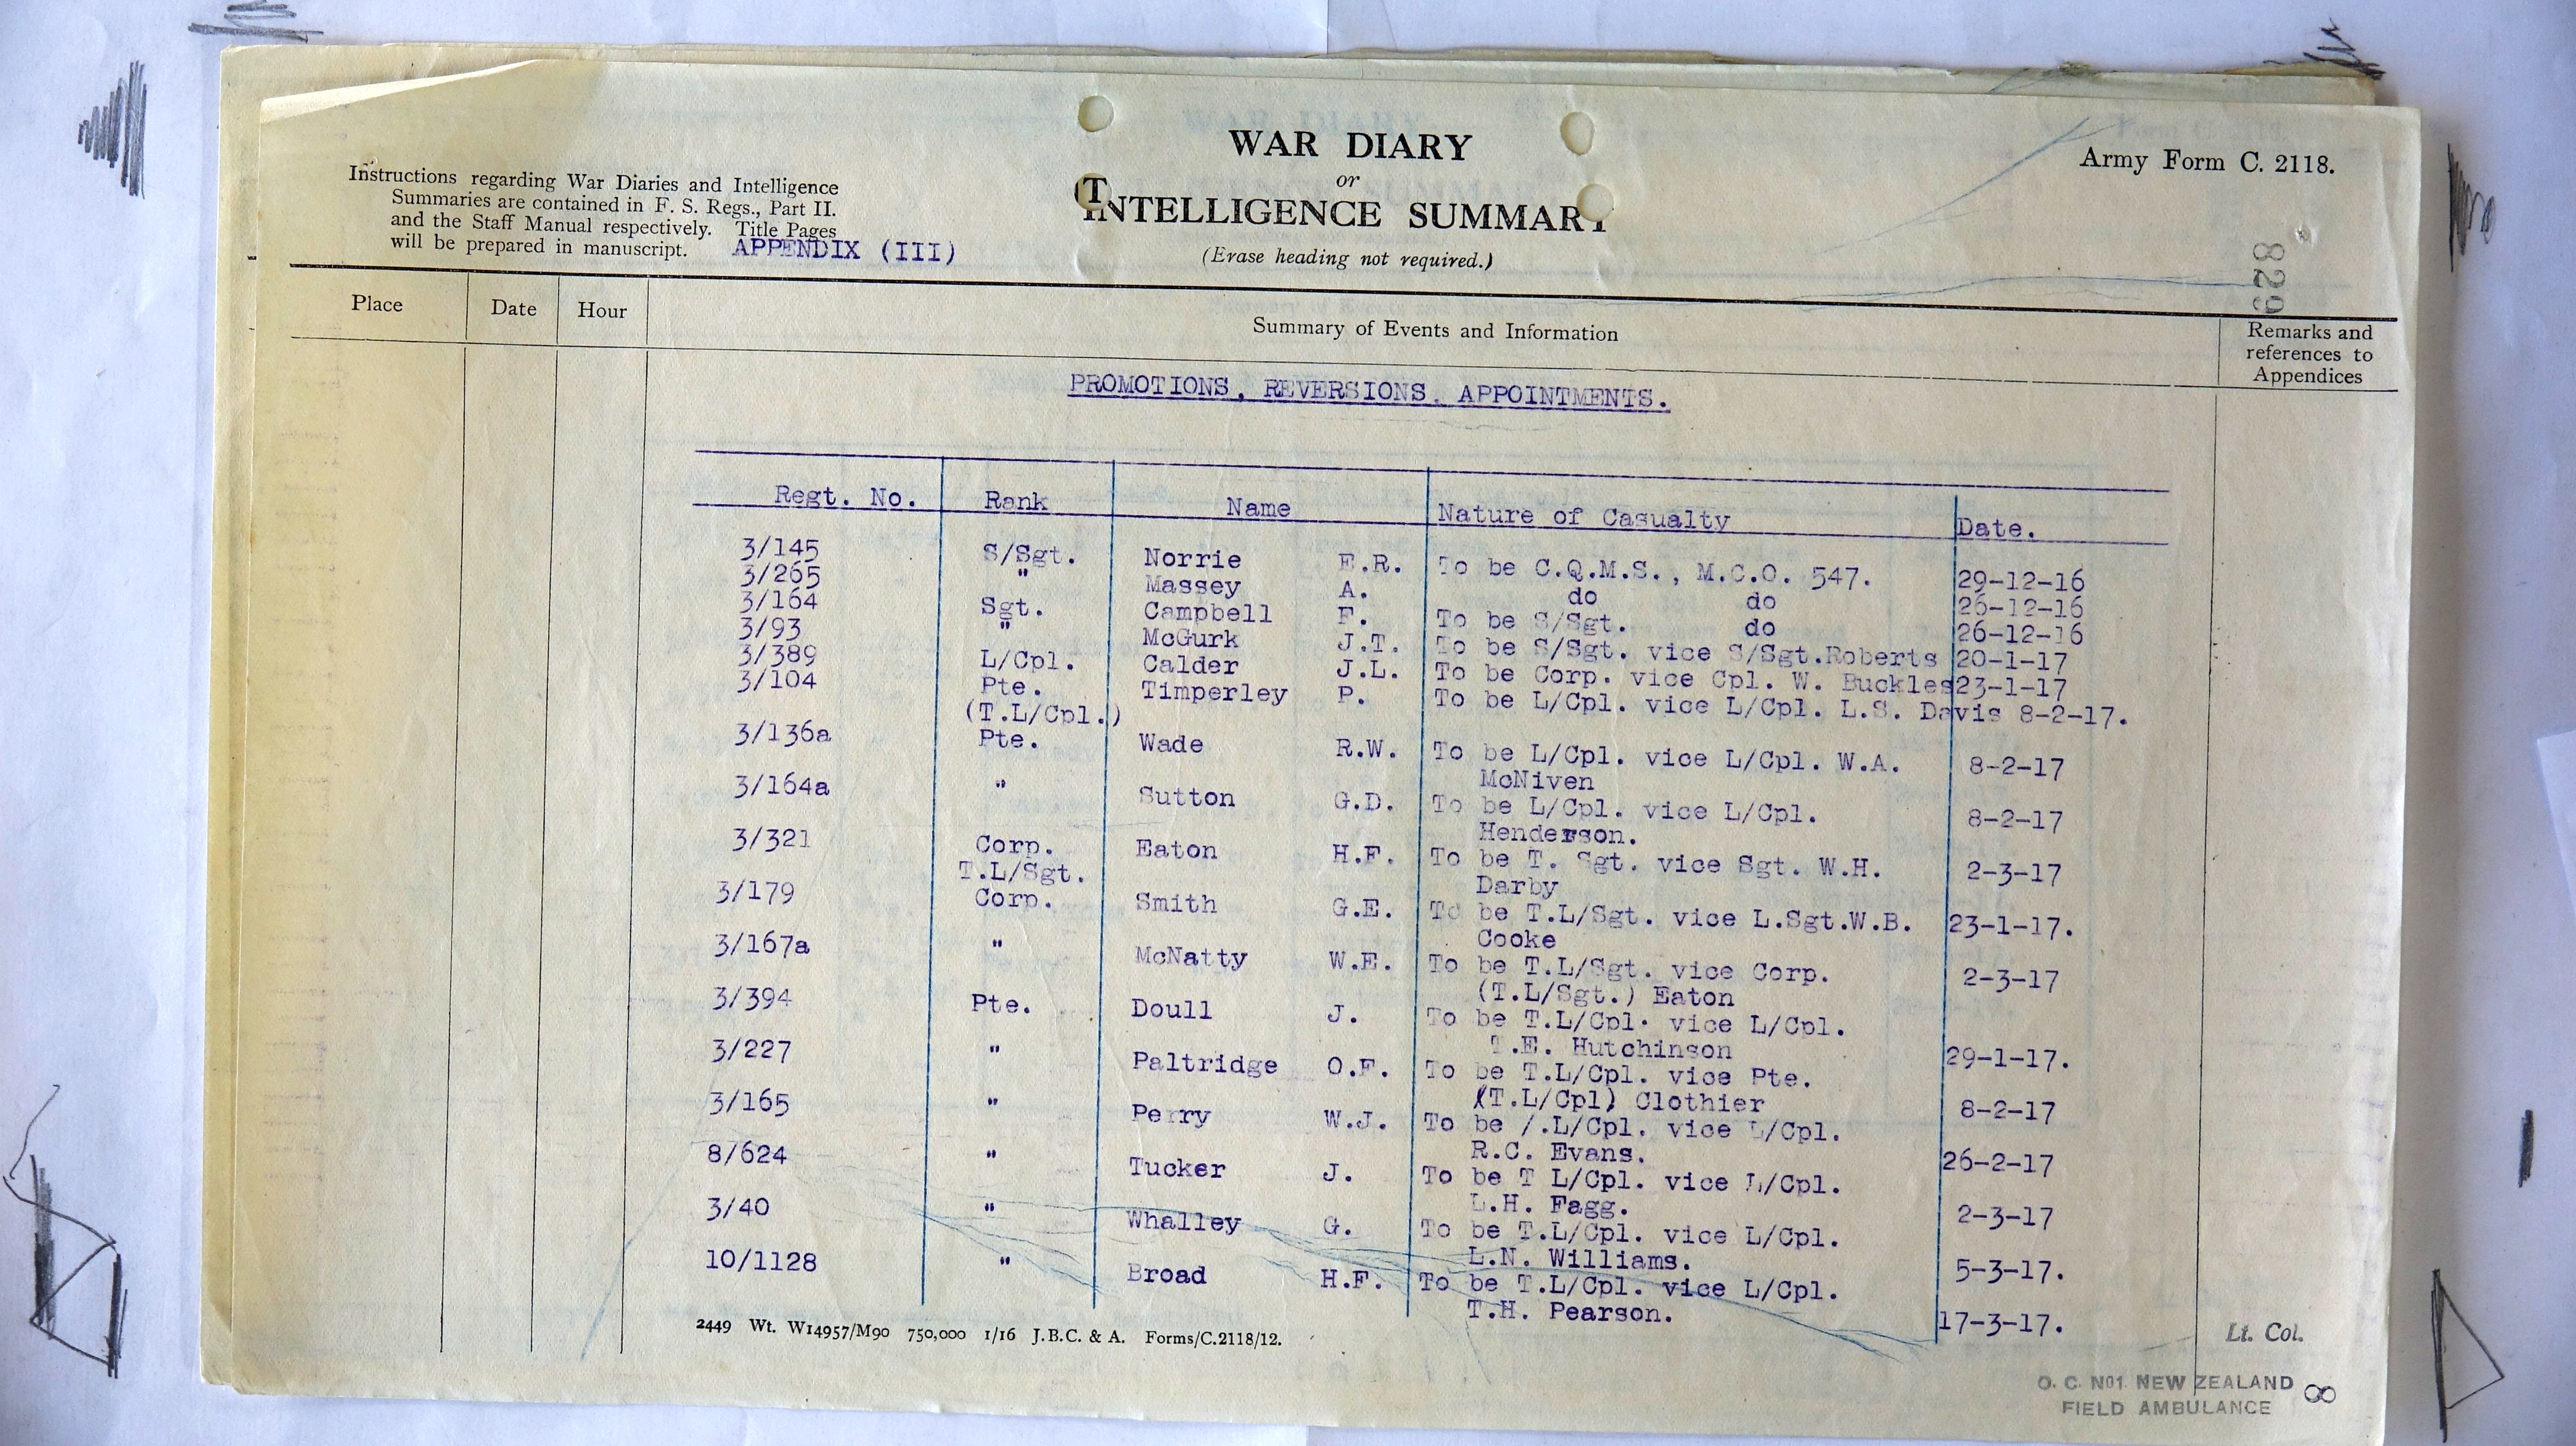 WAR DIARY
or
INTELLIGENCE SUMMARY
(Erase heading not required.)
Army Form C. 2118.
Instructions regarding War Diaries and Intelligence
Summaries are contained in F. S. Regs., Part II.
and the Staff Manual respectively. Title Pages
will be prepared in manuscript. APPENDIX (III)
829
Place Date Hour Summary of Events and Information Remarks and
references to
Appendices
PROMOTIONS, REVERSIONS, APPOINTMENTS.
Regt. No. Rank Name Nature of Casualty Date.
3/145 S/Sgt. Norrie E.R. To be C.Q.M.S., M.C.O. 547. 29-12-16
3/265 " Massey A. do do 26-12-16
3/164 Sgt. Campbell F. To be S/Sgt. do 26-12-16
3/93 " McGurk J.T. To be S/Sgt. vice S/Sgt.Roberts 20-1-17
3/389 L/Cpl. Calder J.L. To be Corp. vice Cpl. W. Buckles 23-1-17
3/104 Pte. Timperley P. To be L/Cpl. vice L/Cpl. L.S. Davis 8-2-17.
(T.L/Cpl.)
3/136a Pte. Wade R.W. To be L/Cpl. vice L/Cpl. W.A. 8-2-17
McNiven
3/164a " Sutton G.D. To be L/Cpl. vice L/Cpl. 8-2-17
Henderson.
3/321 Corp. Eaton H.F. To be T. Sgt. vice Sgt. W.H. 2-3-17
T.L/Sgt. Darby
3/179 Corp. Smith G.E. To be T.L/Sgt. vice L.Sgt.W.B. 23-1-17.
Cooke
3/167a " McNatty W.E. To be T.L/Sgt. vice Corp. 2-3-17
(T.L/Sgt.) Eaton
3/394 Pte. Doull J. To be T.L/Cpl. vice L/Cpl.
T.E. Hutchinson 29-1-17.
3/227 " Paltridge O.F. To be T.L/Cpl. vice Pte.
(T.L/Cpl) Clothier 8-2-17
3/165 " Perry W.J. To be /.L/Cpl. vice L/Cpl.
R.C. Evans. 26-2-17
8/624 " Tucker J. To be T L/Cpl. vice L/Cpl.
L.H. Fagg. 2-3-17
3/40 " Whalley G. To be T.L/Cpl. vice L/Cpl.
L.N. Williams. 5-3-17.
10/1128 " Broad H.F. To be T.L/Cpl. vice L/Cpl.
T.H. Pearson. 17-3-17.
2449 Wt. W14957/M90 750,000 1/16 J.B.C. & A. Forms/C.2118/12.
Lt. Col.
O. C. No1 NEW ZEALAND
FIELD AMBULANCE
8